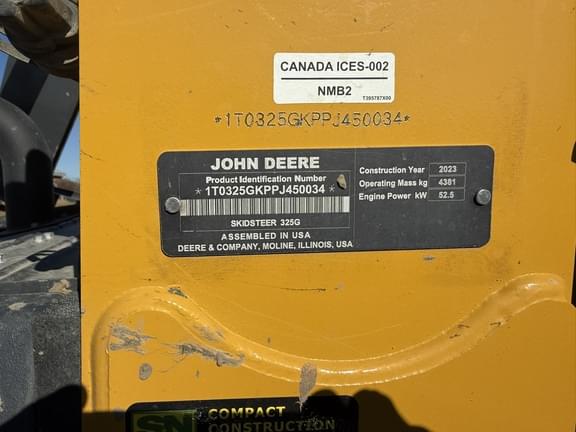 CANADA ICES-002
NMB2
T395787X00
*1T0325GKPPJ450034*
JOHN DEERE
Product Identification Number
*1T0325GKPPJ450034*
SKIDSTEER 325G
ASSEMBLED IN USA
DEERE & COMPANY, MOLINE, ILLINOIS, USA
Construction Year 2023
Operating Mass kg 4381
Engine Power kW 52.5
SN
COMPACT
CONSTRUCTION